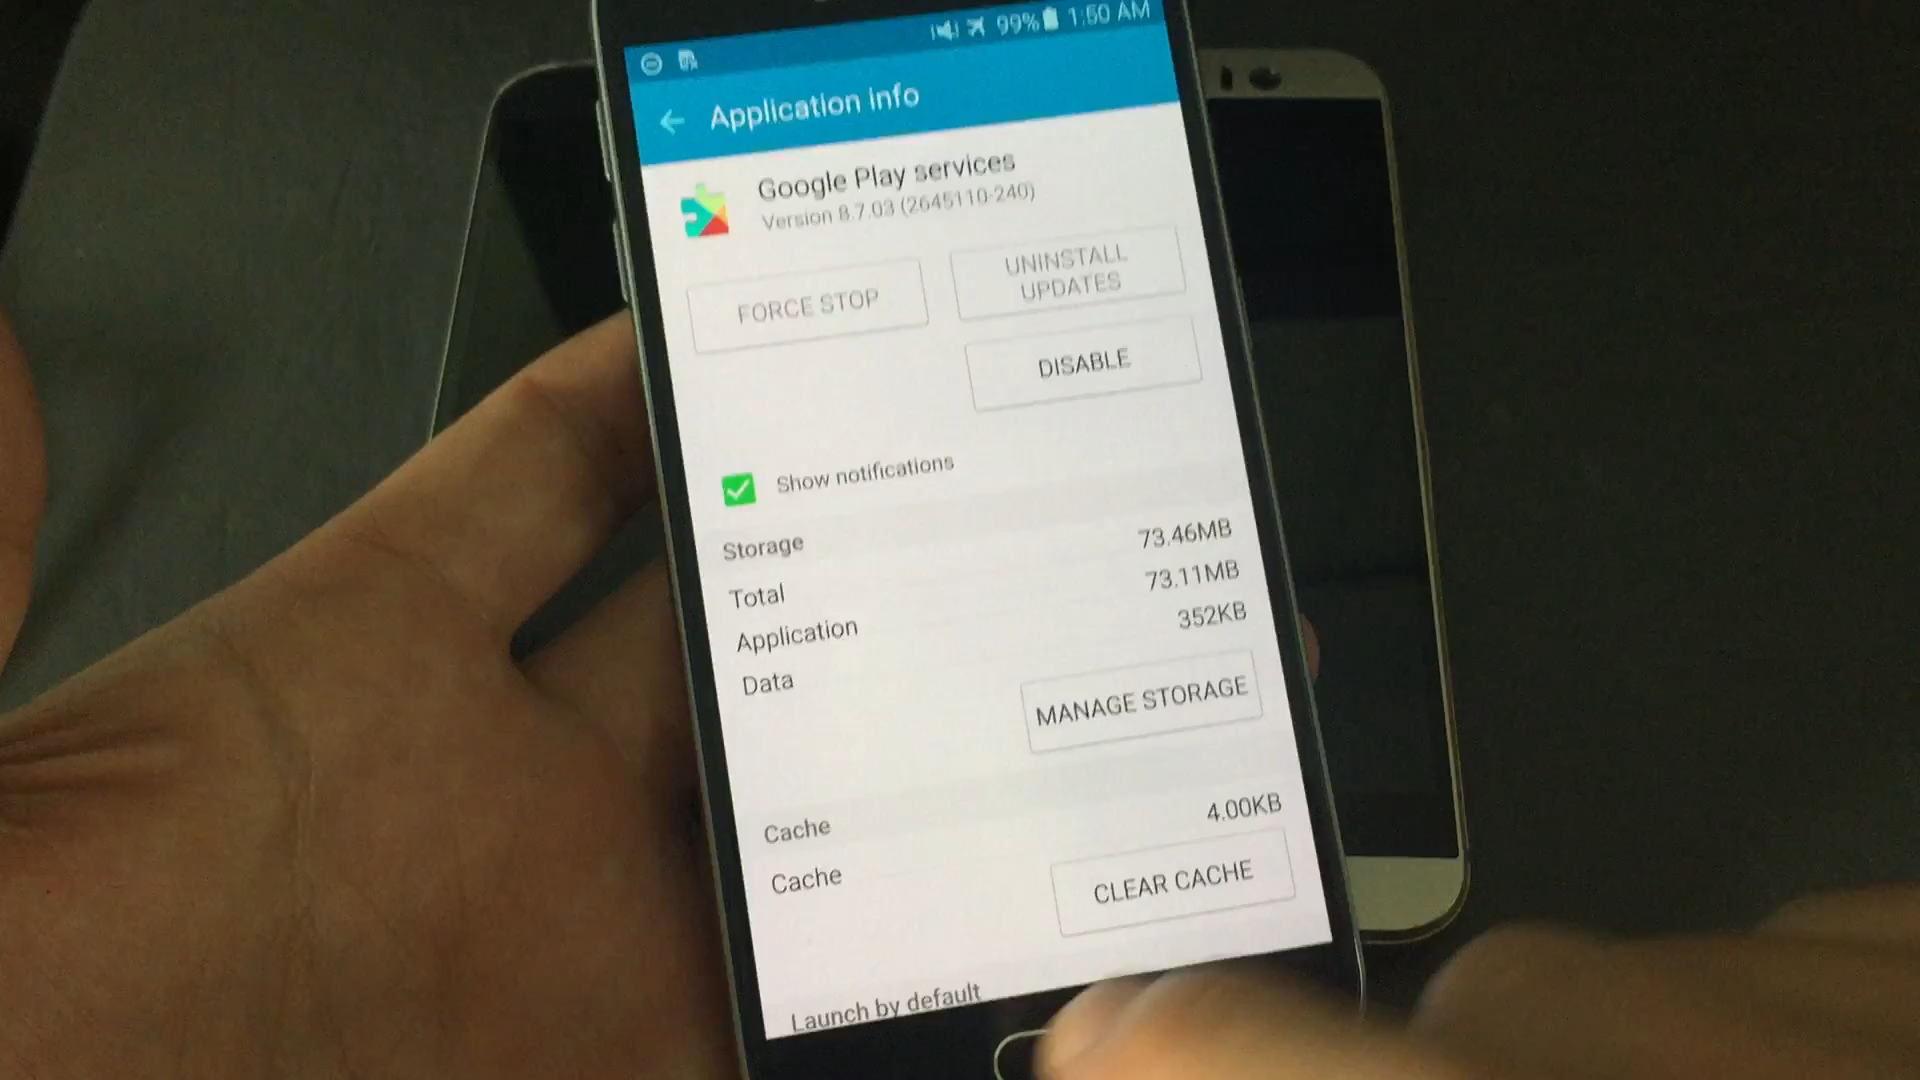 99% 1:50 AM
Application info
Google Play services
Version 8.7.03 (2645110-240)
FORCE STOP
UNINSTALL
UPDATES
DISABLE
Show notifications
Storage
Total 73.46MB
Application 73.11MB
Data 352KB
MANAGE STORAGE
Cache
Cache 4.00KB
CLEAR CACHE
Launch by default